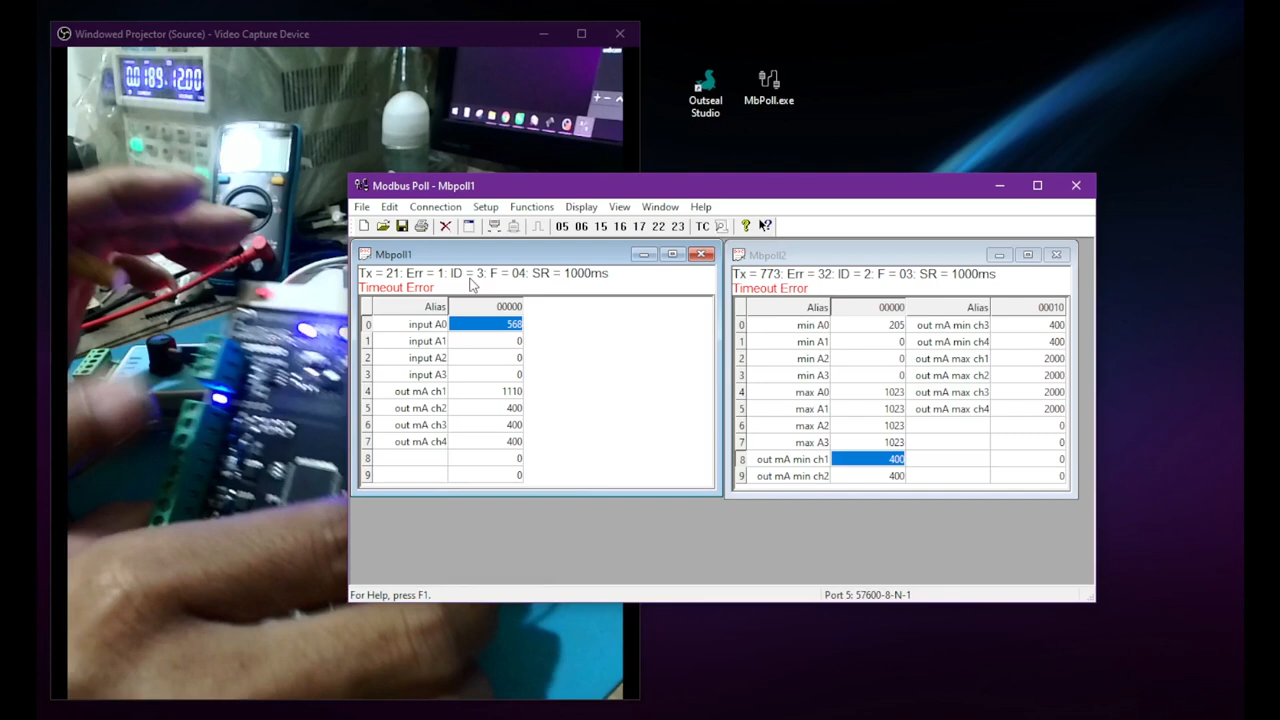 Windowed Projector (Source) - Video Capture Device
0.0189 12.00
Outseal
Studio
MbPoll.exe
Modbus Poll - Mbpoll1
File Edit Connection Setup Functions Display View Window Help
05 06 15 16 17 22 23 TC
Mbpoll1
Tx = 21: Err = 1: ID = 3: F = 04: SR = 1000ms
Timeout Error
Alias 00000
0 input A0 568
1 input A1 0
2 input A2 0
3 input A3 0
4 out mA ch1 1110
5 out mA ch2 400
6 out mA ch3 400
7 out mA ch4 400
8 0
9 0
Mbpoll2
Tx = 773: Err = 32: ID = 2: F = 03: SR = 1000ms
Timeout Error
Alias 00000 Alias 00010
0 min A0 205 out mA min ch3 400
1 min A1 0 out mA min ch4 400
2 min A2 0 out mA max ch1 2000
3 min A3 0 out mA max ch2 2000
4 max A0 1023 out mA max ch3 2000
5 max A1 1023 out mA max ch4 2000
6 max A2 1023 0
7 max A3 1023 0
8 out mA min ch1 400 0
9 out mA min ch2 400 0
For Help, press F1.
Port 5: 57600-8-N-1